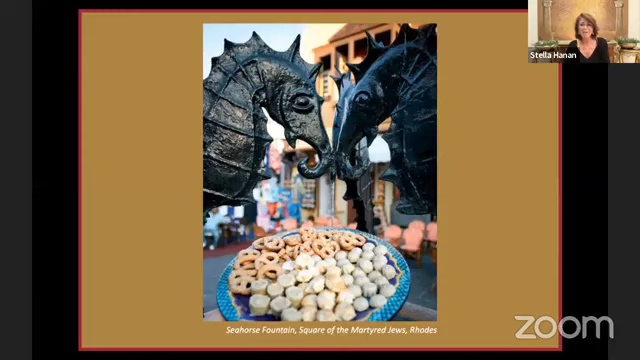 Stella Hanan
Seahorse Fountain, Square of the Martyred Jews, Rhodes
zoom